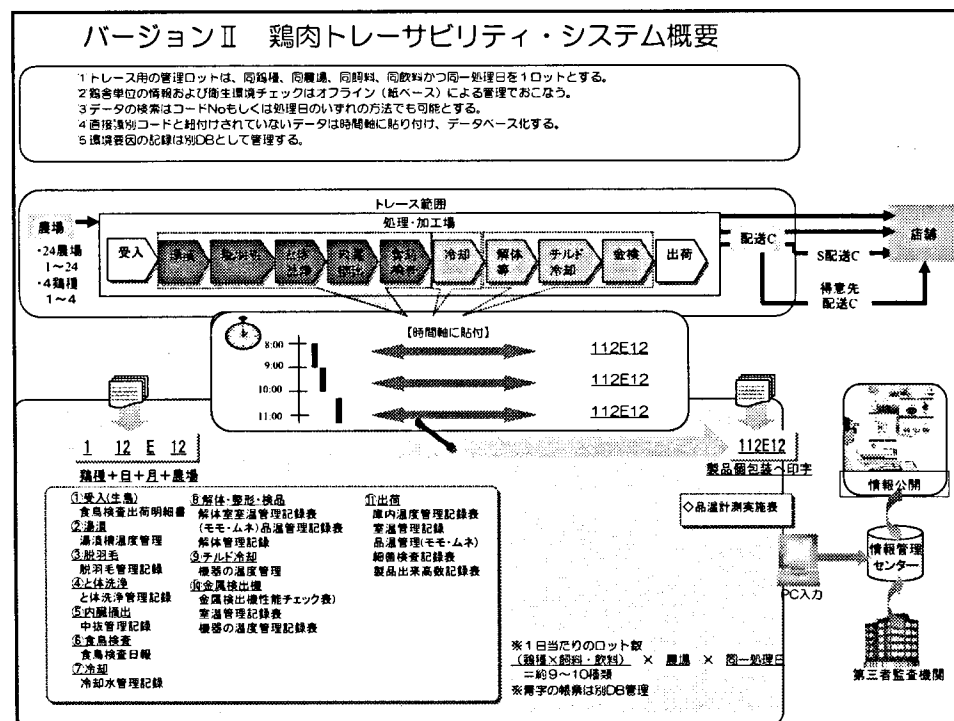 バージョンⅡ 鶏肉トレーサビリティ・システム概要
1 トレース用の管理ロットは、同鶏種、同農場、同飼料、同飲料かつ同一処理日を1ロットとする。
2 鶏舎単位の情報および衛生環境チェックはオフライン（紙ベース）による管理でおこなう。
3 データの検索はコードNoもしくは処理日のいずれの方法でも可能とする。
4 直接識別コードと紐付けされていないデータは時間軸に貼り付け、データベース化する。
5 環境要因の記録は別DBとして管理する。
トレース範囲
処理・加工場
農場
・24農場
1～24
・4鶏種
1～4
受入
冷却
解体
チルド
冷却
金検
出荷
配送C
S配送C
得意先
配送C
店舗
【時間軸に貼付】
8:00
9:00
10:00
11:00
112E12
112E12
112E12
1 12 E 12
鶏種+日+月+農場
112E12
製品個包装へ印字
①受入(生鳥)
食鳥検査出荷明細書
②湯漬
湯漬槽温度管理
③脱羽毛
脱羽毛管理記録
④と体洗浄
と体洗浄管理記録
⑤内臓摘出
中抜管理記録
⑥食鳥検査
食鳥検査日報
⑦冷却
冷却水管理記録
⑧解体・整形・検品
解体室室温管理記録表
(モモ・ムネ)品温管理記録表
解体管理記録
⑨チルド冷却
機器の温度管理
⑩金属検出機
金属検出機性能チェック表)
室温管理記録表
機器の温度管理記録表
⑪出荷
庫内温度管理記録表
室温管理記録
品温管理(モモ・ムネ)
細菌検査記録表
製品出来高数記録表
◇品温計測実施表
PC入力
情報公開
情報管理
センター
第三者監査機関
※1日当たりのロット数
(鶏種×飼料・飲料) × 農場 × 同一処理日
=約9～10種類
※青字の帳票は別DB管理